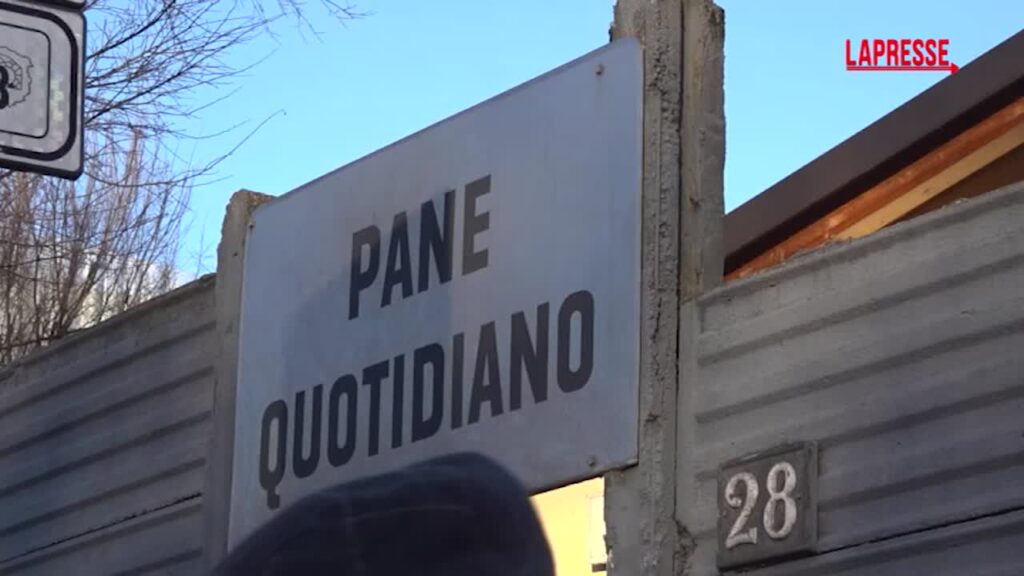 LAPRESSE
PANE
QUOTIDIANO
28